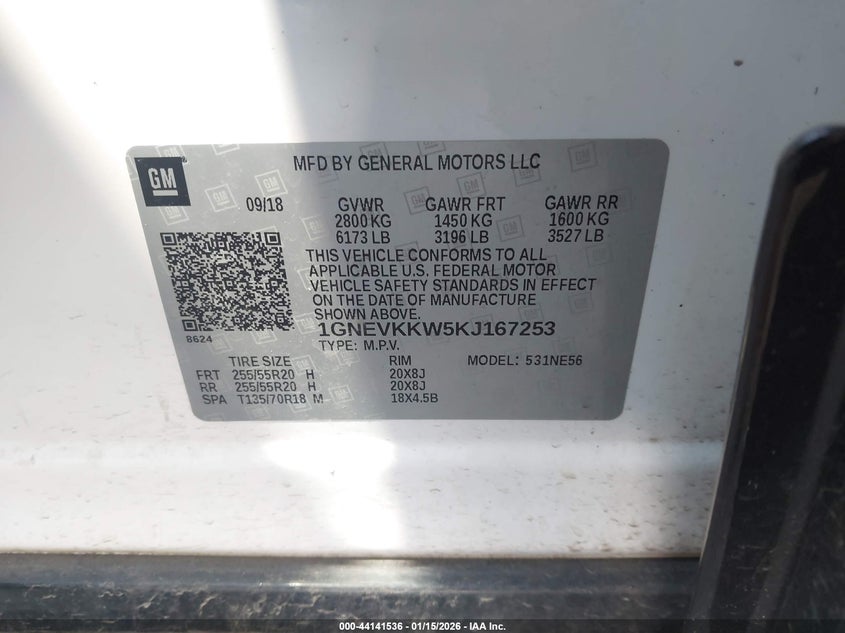 GM
MFD BY GENERAL MOTORS LLC
09/18 GVWR GAWR FRT GAWR RR
2800 KG 1450 KG 1600 KG
6173 LB 3196 LB 3527 LB
THIS VEHICLE CONFORMS TO ALL
APPLICABLE U.S. FEDERAL MOTOR
VEHICLE SAFETY STANDARDS IN EFFECT
ON THE DATE OF MANUFACTURE
SHOWN ABOVE.
8624
1GNEVKKW5KJ167253
TYPE: M.P.V.
TIRE SIZE RIM MODEL: 531NE56
FRT 255/55R20 H 20X8J
RR 255/55R20 H 20X8J
SPA T135/70R18 M 18X4.5B
000-44141536 - 01/15/2026 - IAA Inc.